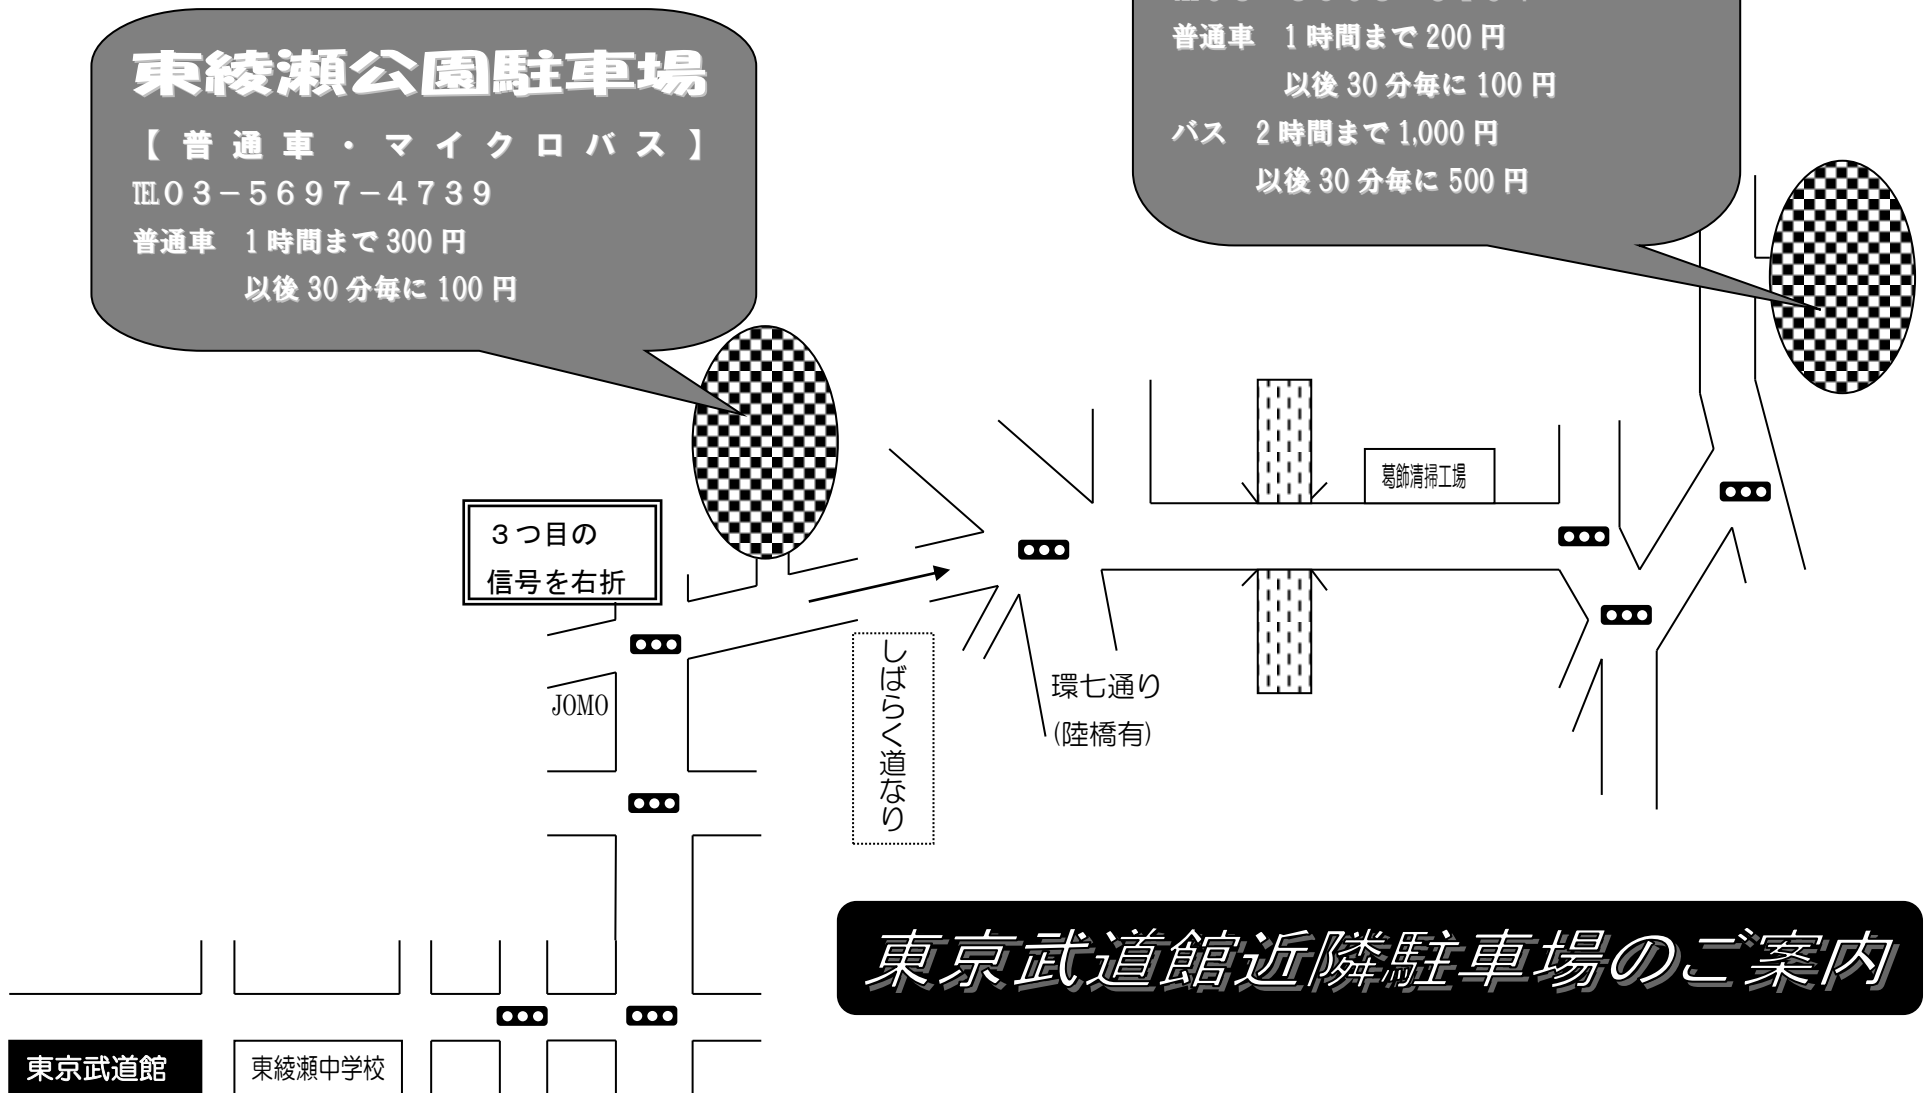 東綾瀬公園駐車場
【普通車・マイクロバス】
℡０３－５６９７－４７３９
普通車　1時間まで300円
以後30分毎に100円
普通車　1時間まで200円
以後30分毎に100円
バス　2時間まで1,000円
以後30分毎に500円
葛飾清掃工場
３つ目の
信号を右折
JOMO
しばらく道なり
環七通り
(陸橋有)
東京武道館近隣駐車場のご案内
東京武道館
東綾瀬中学校